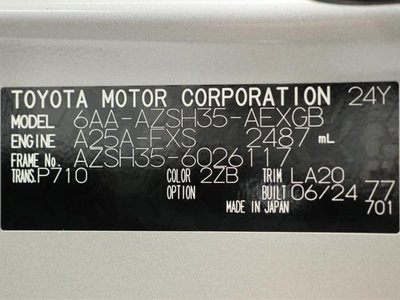 TOYOTA MOTOR CORPORATION 24Y
MODEL 6AA-AZSH35-AEXGB
ENGINE A25A-FXS 2487 mL
FRAME No. AZSH35-6026117
TRANS. P710 COLOR 2ZB TRIM LA20
OPTION BUILT 06/24 77
MADE IN JAPAN 701